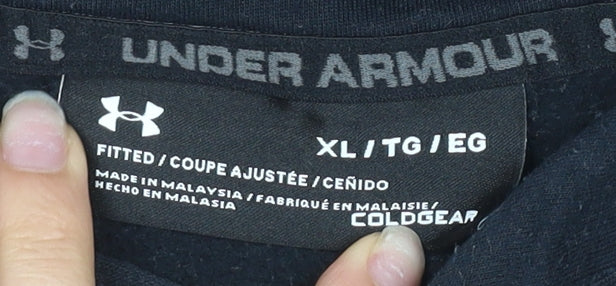 UNDER ARMOUR
XL / TG / EG
FITTED / COUPE AJUSTÉE / CEÑIDO
MADE IN MALAYSIA / FABRIQUÉ EN MALAISIE /
HECHO EN MALASIA
COLDGEAR